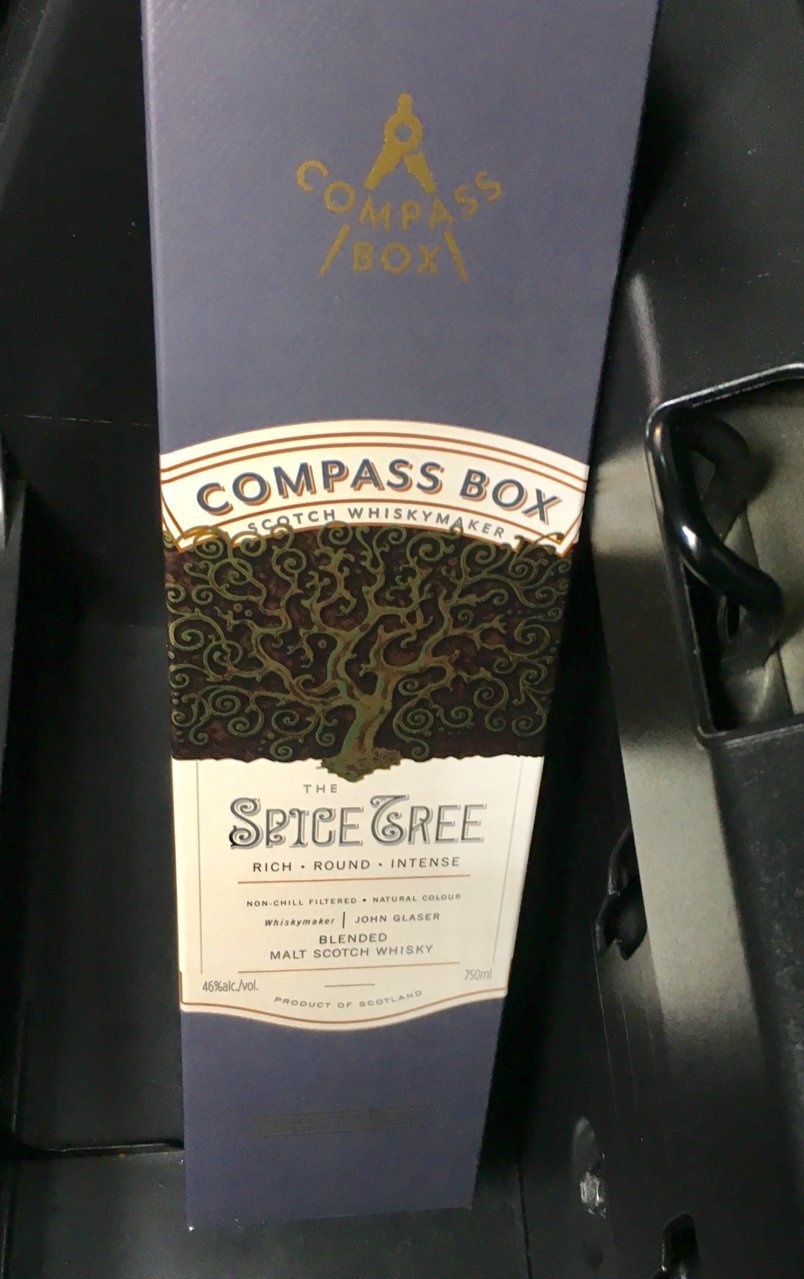 COMPASS
BOX
COMPASS BOX
SCOTCH WHISKYMAKER
THE
SPICE TREE
RICH · ROUND · INTENSE
NON-CHILL FILTERED • NATURAL COLOUR
Whiskymaker | JOHN GLASER
BLENDED
MALT SCOTCH WHISKY
46%alc./vol.
750ml
PRODUCT OF SCOTLAND